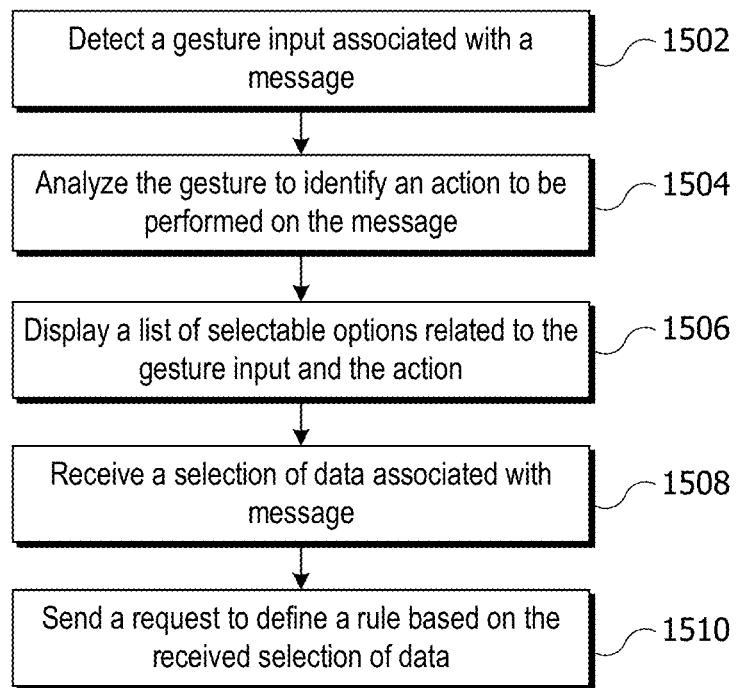 Detect a gesture input associated with a
message
1502
Analyze the gesture to identify an action to be
performed on the message
1504
Display a list of selectable options related to the
gesture input and the action
1506
Receive a selection of data associated with
message
1508
Send a request to define a rule based on the
received selection of data
1510